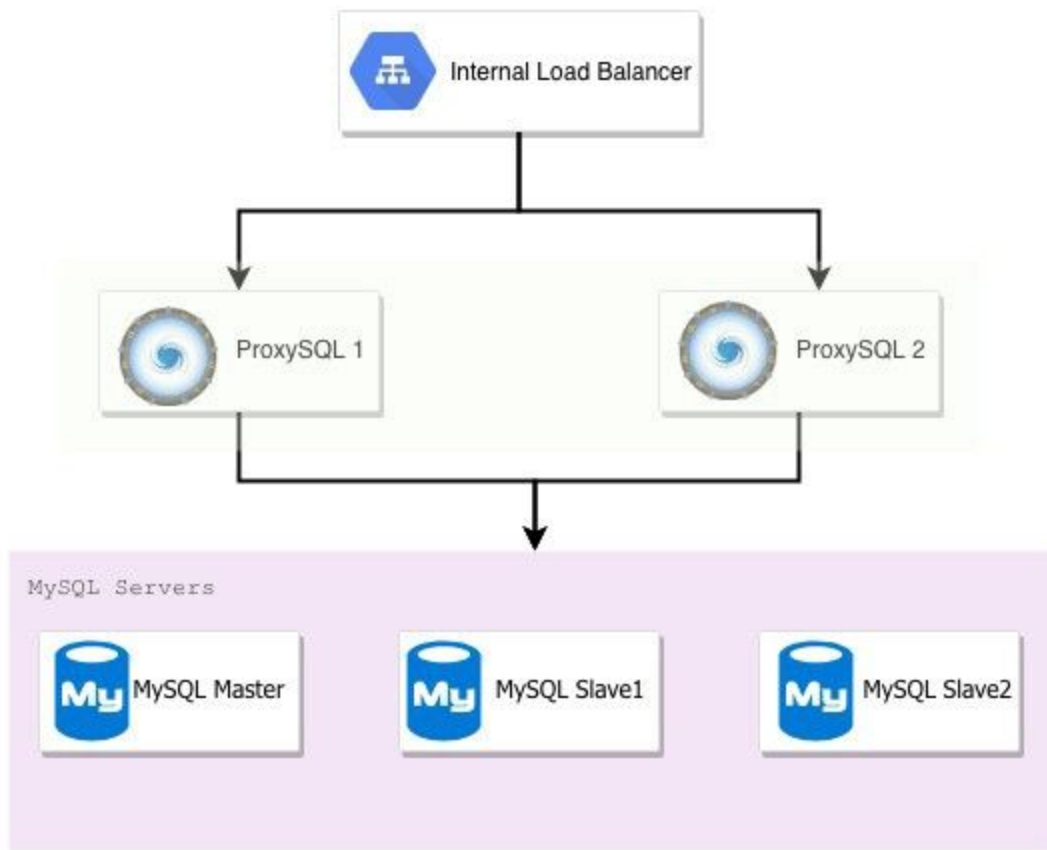 Internal Load Balancer
ProxySQL 1
ProxySQL 2
MySQL Servers
My
MySQL Master
My
MySQL Slave1
My
MySQL Slave2